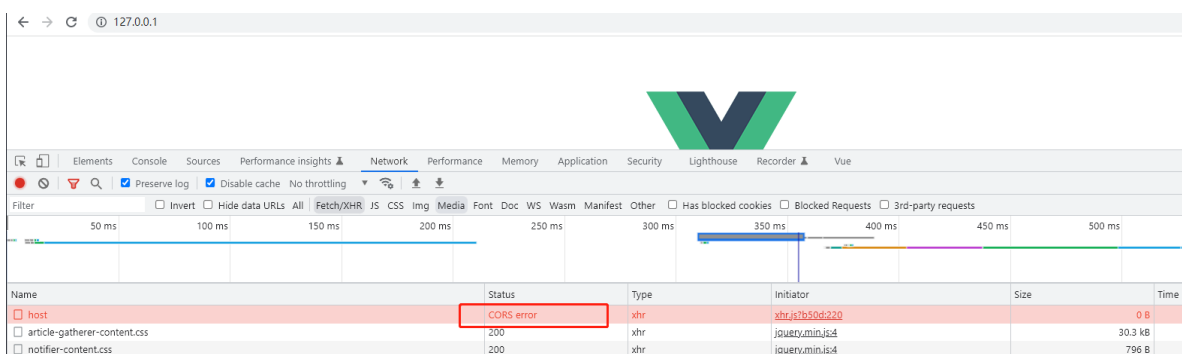 127.0.0.1
Elements Console Sources Performance insights Network Performance Memory Application Security Lighthouse Recorder Vue
Preserve log Disable cache No throttling
Filter Invert Hide data URLs All Fetch/XHR JS CSS Img Media Font Doc WS Wasm Manifest Other Has blocked cookies Blocked Requests 3rd-party requests
50 ms 100 ms 150 ms 200 ms 250 ms 300 ms 350 ms 400 ms 450 ms 500 ms
Name Status Type Initiator Size Time
host CORS error xhr xhr.js?b50d:220 0 B
article-gatherer-content.css 200 xhr jquery.min.js:4 30.3 kB
notifier-content.css 200 xhr jquery.min.js:4 796 B